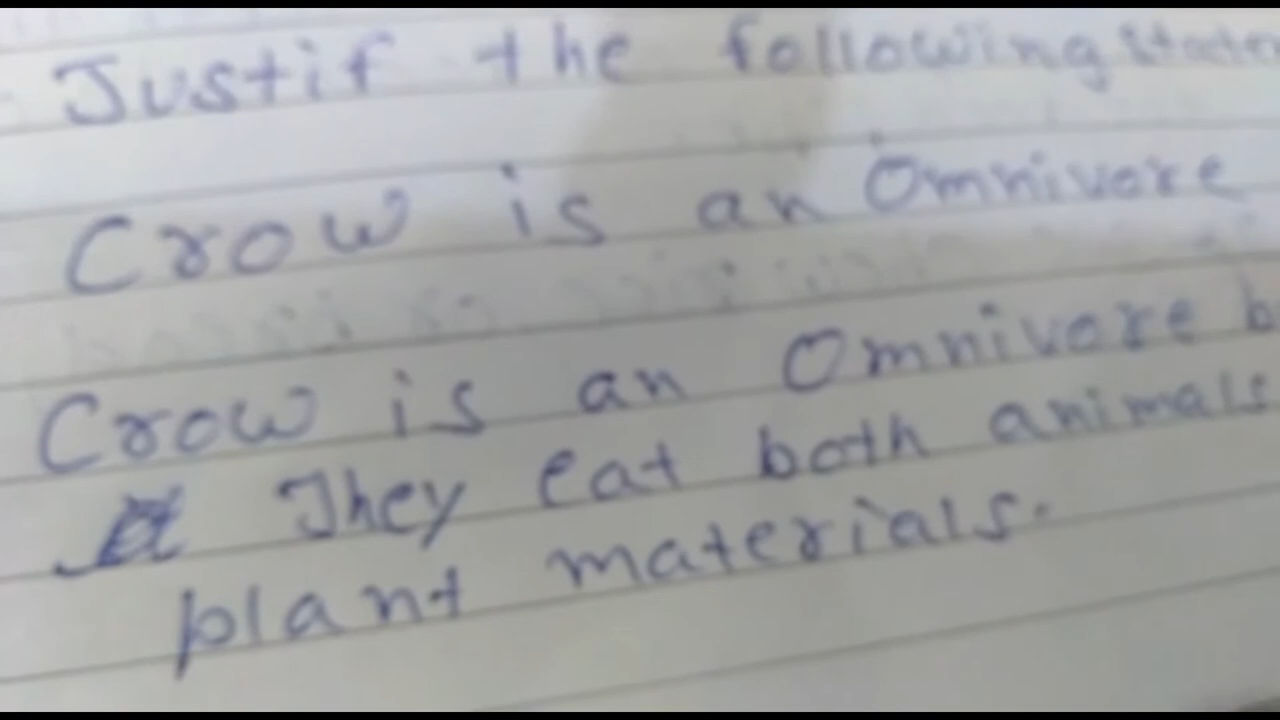 Justif the following
Crow is an Omnivore
Crow is an Omnivore b
They eat both animals
plant materials.